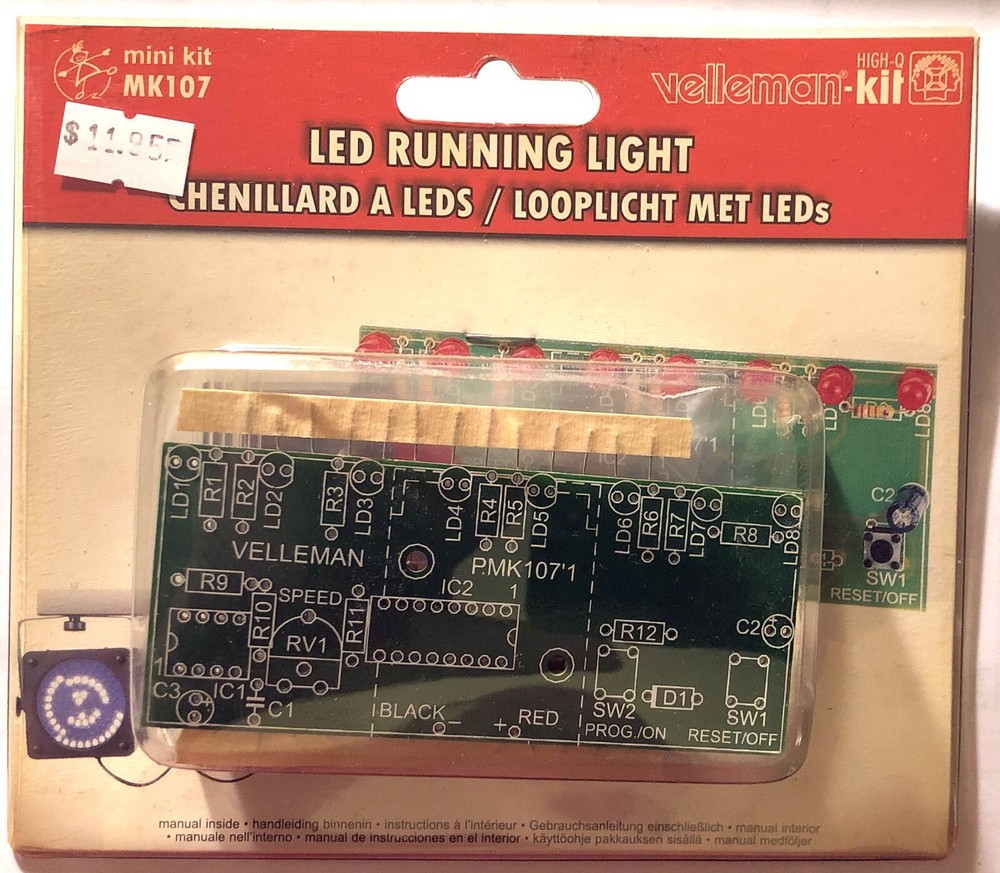 mini kit
MK107
velleman®-kit
HIGH-Q
$11.95
LED RUNNING LIGHT
CHENILLARD A LEDS / LOOPLICHT MET LEDs
LD1 R1 R2 LD2 R3 LD3 LD4 R4 R5 LD5 LD6 R6 R7 LD7 R8 LD8
VELLEMAN
P.MK107'1
R9 SPEED IC2 1
R10 RV1 R11 R12 C2 +
1 C3 + IC1 C1
BLACK - + RED
SW2 D1 SW1
PROG./ON RESET/OFF
C2
SW1
RESET/OFF
manual inside • handleiding binnenin • instructions à l'intérieur • Gebrauchsanleitung einschließlich • manual interior
• manuale nell'interno • manual de instrucciones en el interior • käyttöohje pakkauksen sisällä • manual medföljer